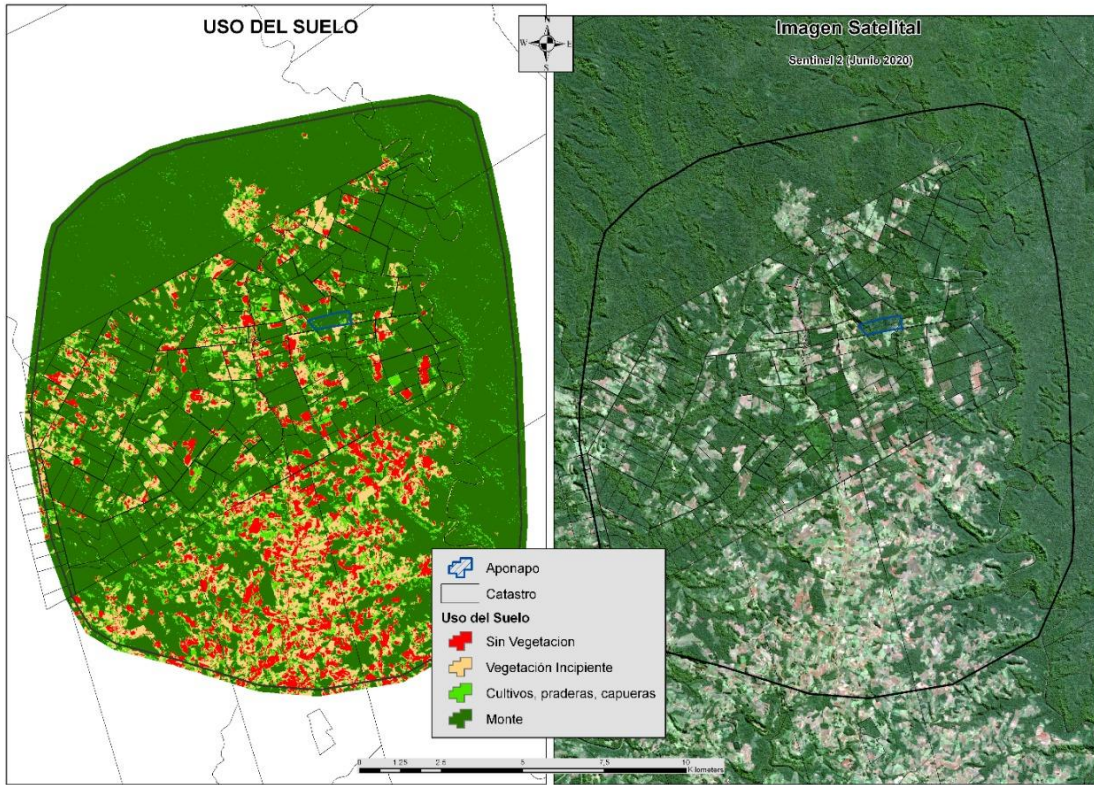 USO DEL SUELO
N
W E
S
Imagen Satelital
Sentinel 2 (Junio 2020)
Aponapo
Catastro
Uso del Suelo
Sin Vegetacion
Vegetación Incipiente
Cultivos, praderas, capueras
Monte
0 1,25 2,5 5 7,5 10
Kilometers